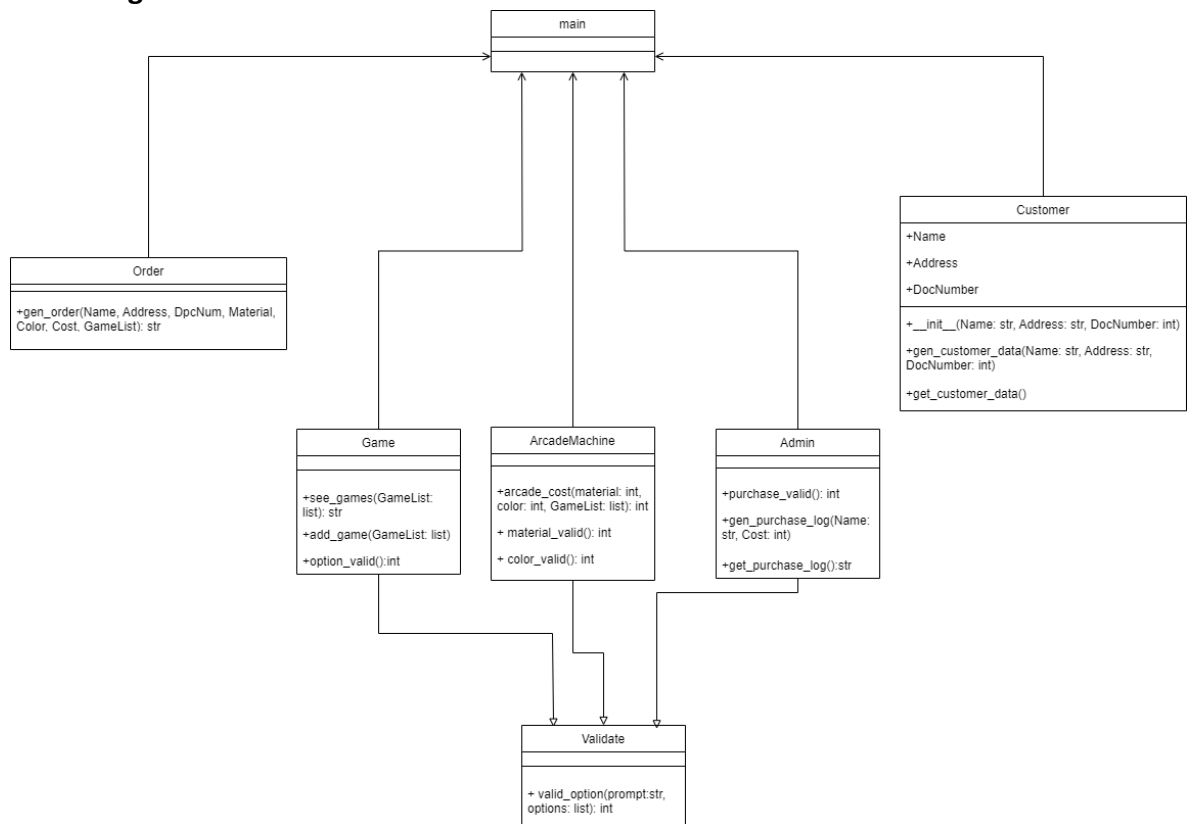 main
Customer
+Name
+Address
+DocNumber
+__init__(Name: str, Address: str, DocNumber: int)
+gen_customer_data(Name: str, Address: str,
DocNumber: int)
+get_customer_data()
Order
+gen_order(Name, Address, DpcNum, Material,
Color, Cost, GameList): str
Game
+see_games(GameList:
list): str
+add_game(GameList: list)
+option_valid():int
ArcadeMachine
+arcade_cost(material: int,
color: int, GameList: list): int
+ material_valid(): int
+ color_valid(): int
Admin
+purchase_valid(): int
+gen_purchase_log(Name:
str, Cost: int)
+get_purchase_log():str
Validate
+ valid_option(prompt:str,
options: list): int